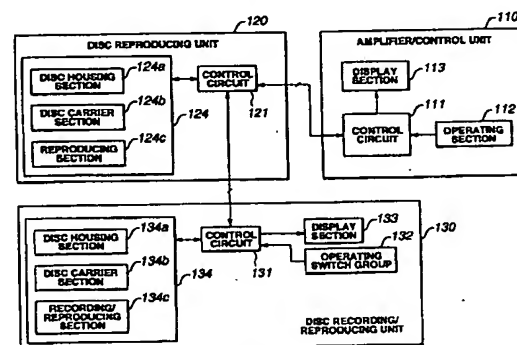 120
DISC REPRODUCING UNIT
124a
DISC HOUSING SECTION
124b
DISC CARRIER SECTION
124c
REPRODUCING SECTION
124
CONTROL CIRCUIT
121
110
AMPLIFIER/CONTROL UNIT
DISPLAY SECTION
113
111
CONTROL CIRCUIT
112
OPERATING SECTION
134a
DISC HOUSING SECTION
134b
DISC CARRIER SECTION
134c
RECORDING/
REPRODUCING
SECTION
134
CONTROL CIRCUIT
131
DISPLAY SECTION
133
132
OPERATING
SWITCH GROUP
130
DISC RECORDING/
REPRODUCING UNIT